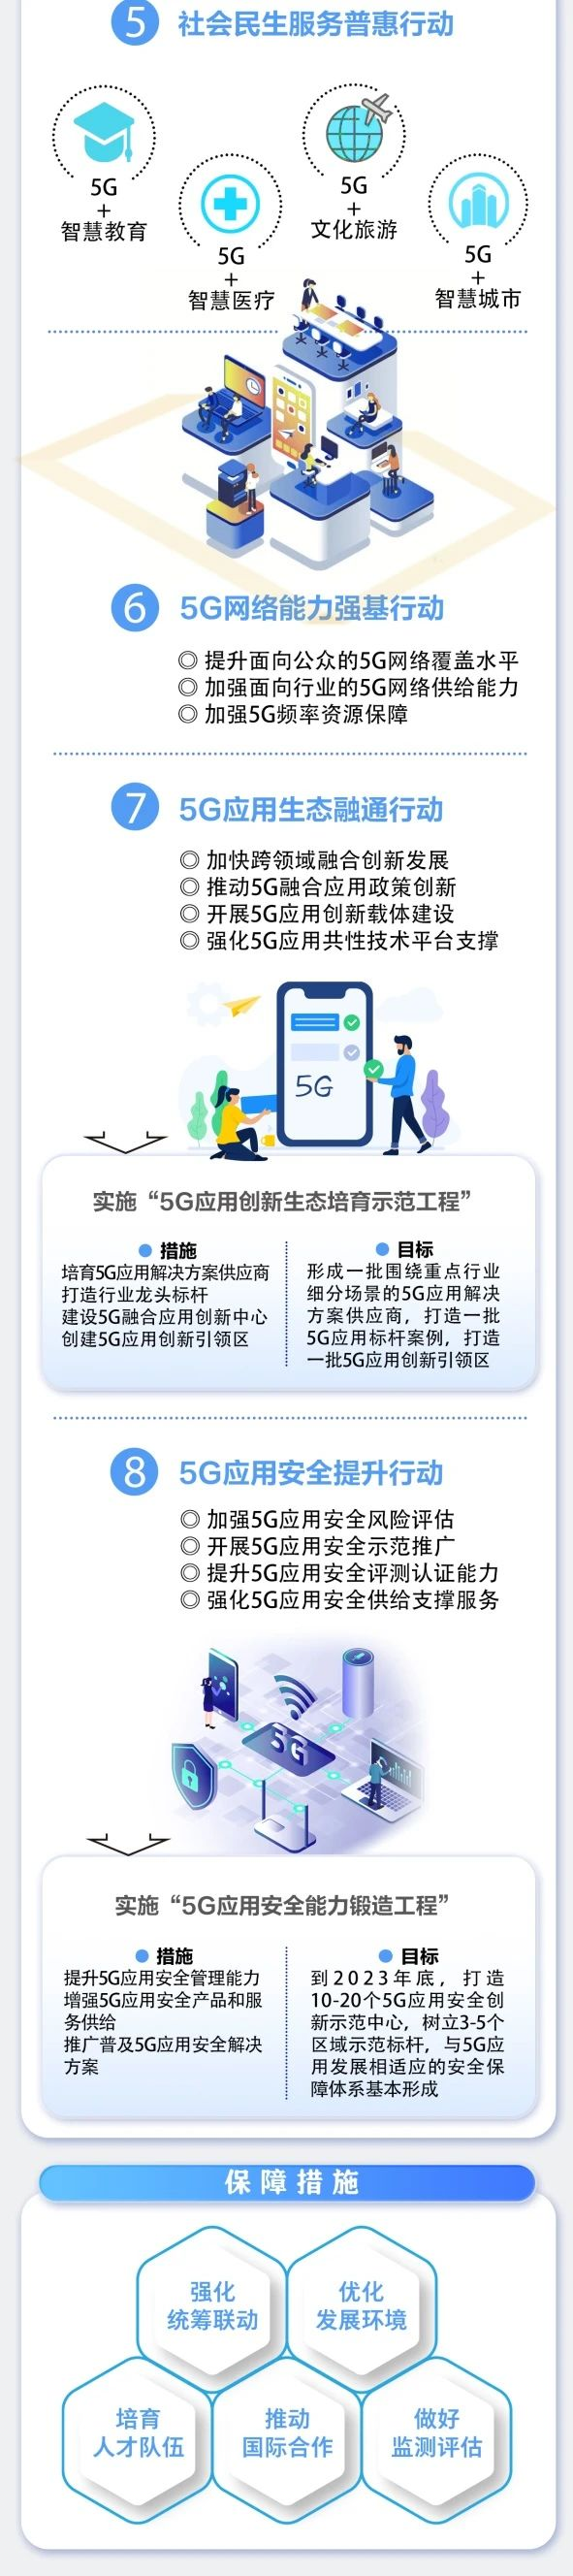 5 社会民生服务普惠行动
5G
+
智慧教育
5G
+
智慧医疗
5G
+
文化旅游
5G
+
智慧城市
6 5G网络能力强基行动
◎ 提升面向公众的5G网络覆盖水平
◎ 加强面向行业的5G网络供给能力
◎ 加强5G频率资源保障
7 5G应用生态融通行动
◎ 加快跨领域融合创新发展
◎ 推动5G融合应用政策创新
◎ 开展5G应用创新载体建设
◎ 强化5G应用共性技术平台支撑
5G
实施“5G应用创新生态培育示范工程”
措施
培育5G应用解决方案供应商
打造行业龙头标杆
建设5G融合应用创新中心
创建5G应用创新引领区
目标
形成一批围绕重点行业
细分场景的5G应用解决
方案供应商，打造一批
5G应用标杆案例，打造
一批5G应用创新引领区
8 5G应用安全提升行动
◎ 加强5G应用安全风险评估
◎ 开展5G应用安全示范推广
◎ 提升5G应用安全评测认证能力
◎ 强化5G应用安全供给支撑服务
5G
实施“5G应用安全能力锻造工程”
措施
提升5G应用安全管理能力
增强5G应用安全产品和服
务供给
推广普及5G应用安全解决
方案
目标
到2023年底，打造
10-20个5G应用安全创
新示范中心，树立3-5个
区域示范标杆，与5G应
用发展相适应的安全保
障体系基本形成
保障措施
强化
统筹联动
优化
发展环境
培育
人才队伍
推动
国际合作
做好
监测评估